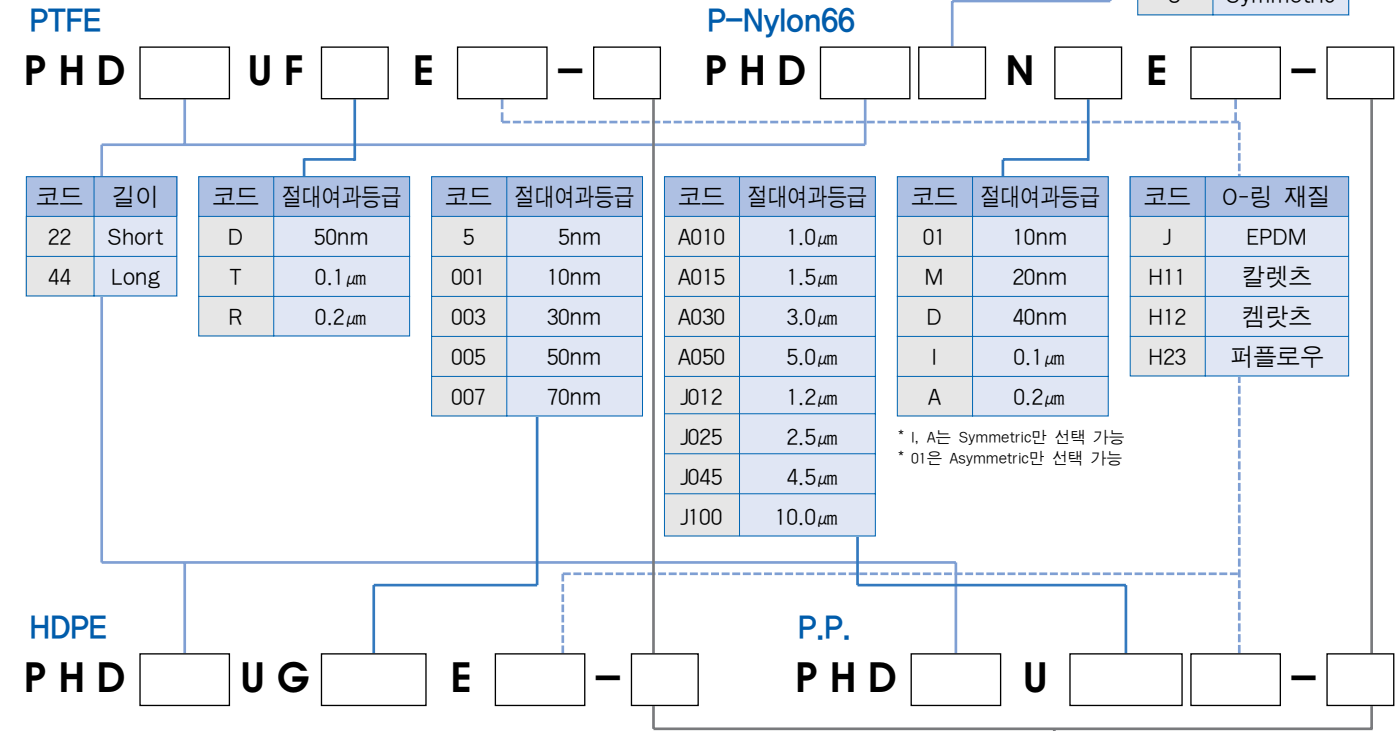 PTFE
P-Nylon66
PHD UF E -
PHD N E -
코드 길이
22 Short
44 Long
코드 절대여과등급
D 50nm
T 0.1㎛
R 0.2㎛
코드 절대여과등급
5 5nm
001 10nm
003 30nm
005 50nm
007 70nm
코드 절대여과등급
A010 1.0㎛
A015 1.5㎛
A030 3.0㎛
A050 5.0㎛
J012 1.2㎛
J025 2.5㎛
J045 4.5㎛
J100 10.0㎛
코드 절대여과등급
01 10nm
M 20nm
D 40nm
I 0.1㎛
A 0.2㎛
* I, A는 Symmetric만 선택 가능
* 01은 Asymmetric만 선택 가능
코드 O-링 재질
J EPDM
H11 칼렛츠
H12 켐랏츠
H23 퍼플로우
HDPE
P.P.
PHD UG E -
PHD U -